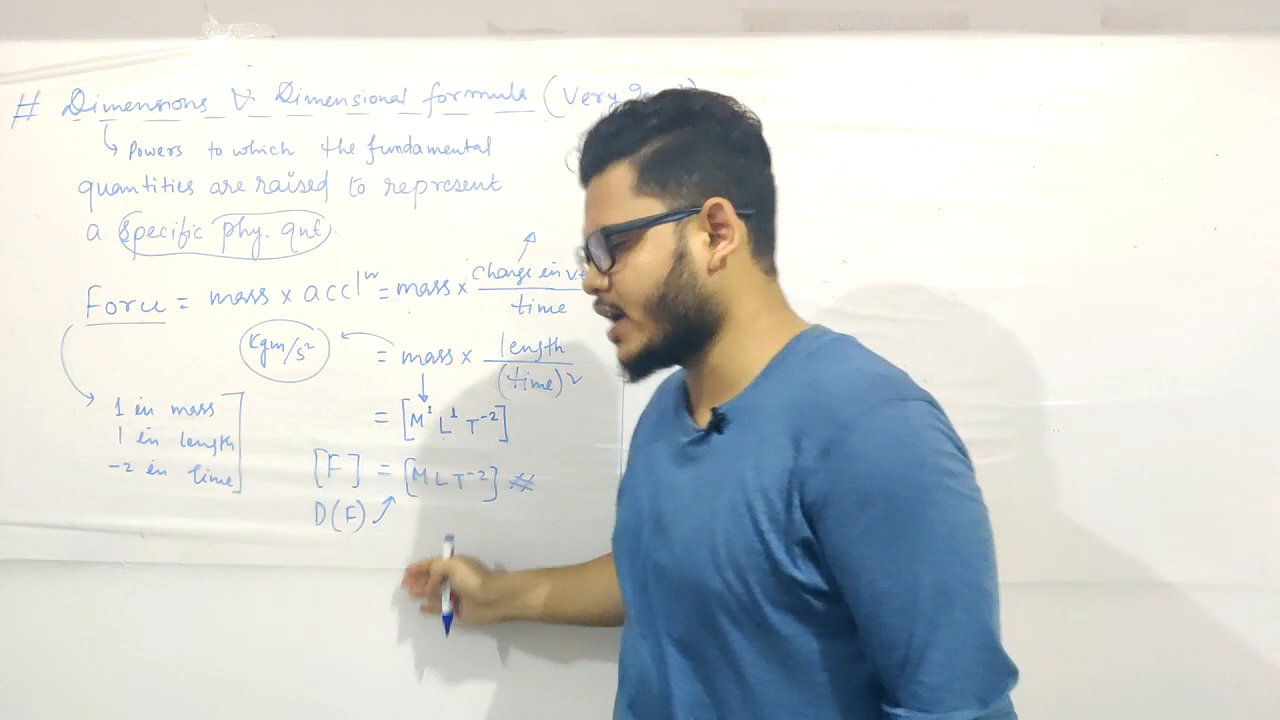 # Dimensions & Dimensional formula (Very
↳ Powers to which the fundamental
quantities are raised to represent
a specific phy. qnt.
Force = mass × accⁿ = mass × change in ve
time
Kgm/s² = mass × length
(time)²
1 in mass
= [M¹ L¹ T⁻²]
1 in length
-2 in time
[F] = [M L T⁻²]
D(F)